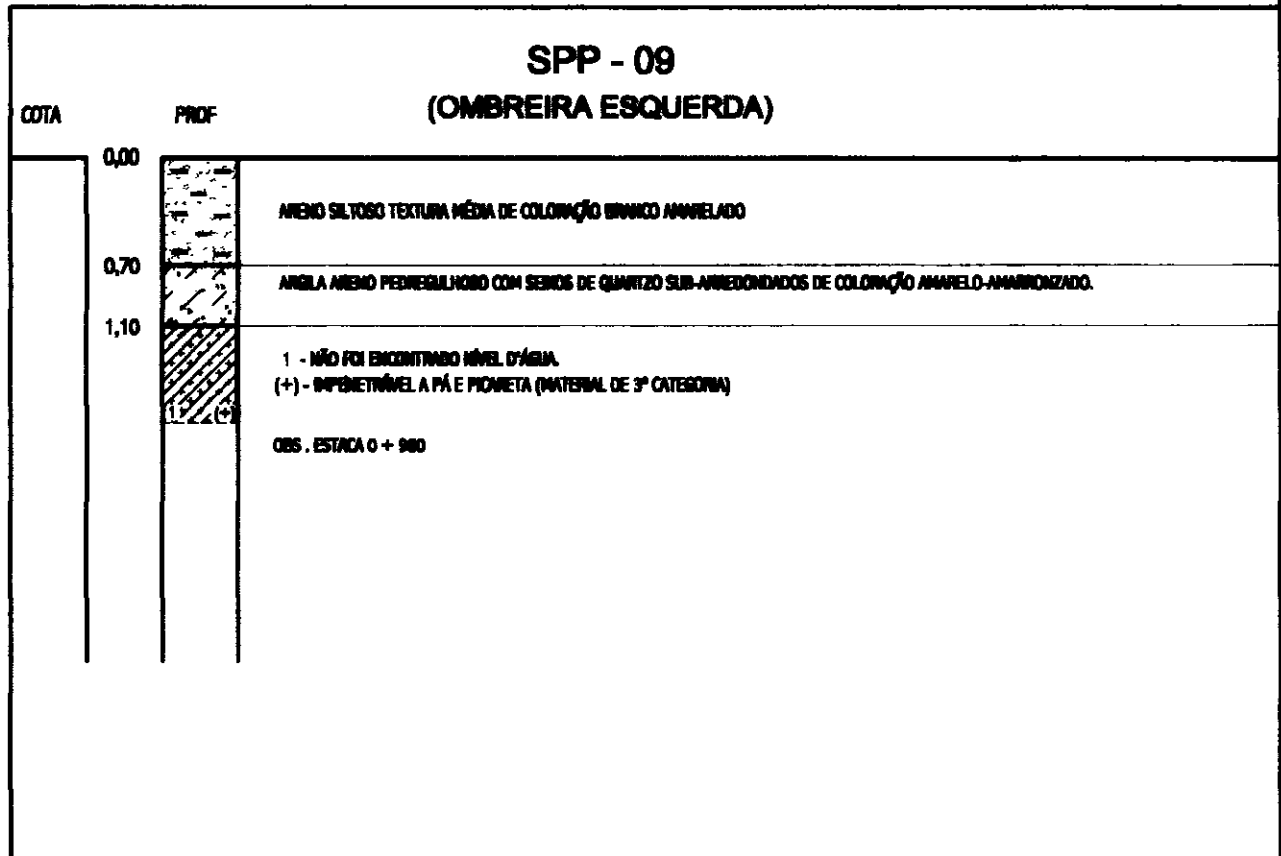 SPP - 09
(OMBREIRA ESQUERDA)
COTA PROF
0,00
ARENO SILTOSO TEXTURA MÉDIA DE COLORAÇÃO BRANCO AMARELADO
0,70
ARGILA ARENO PEDREGULHOSO COM SEIXOS DE QUARTZO SUB-ARREDONDADOS DE COLORAÇÃO AMARELO-AMARRONZADO.
1,10
1 - NÃO FOI ENCONTRADO NÍVEL D'ÁGUA.
(+) - IMPENETRÁVEL A PÁ E PICARETA (MATERIAL DE 3ª CATEGORIA)
1 (+)
OBS . ESTACA 0 + 980